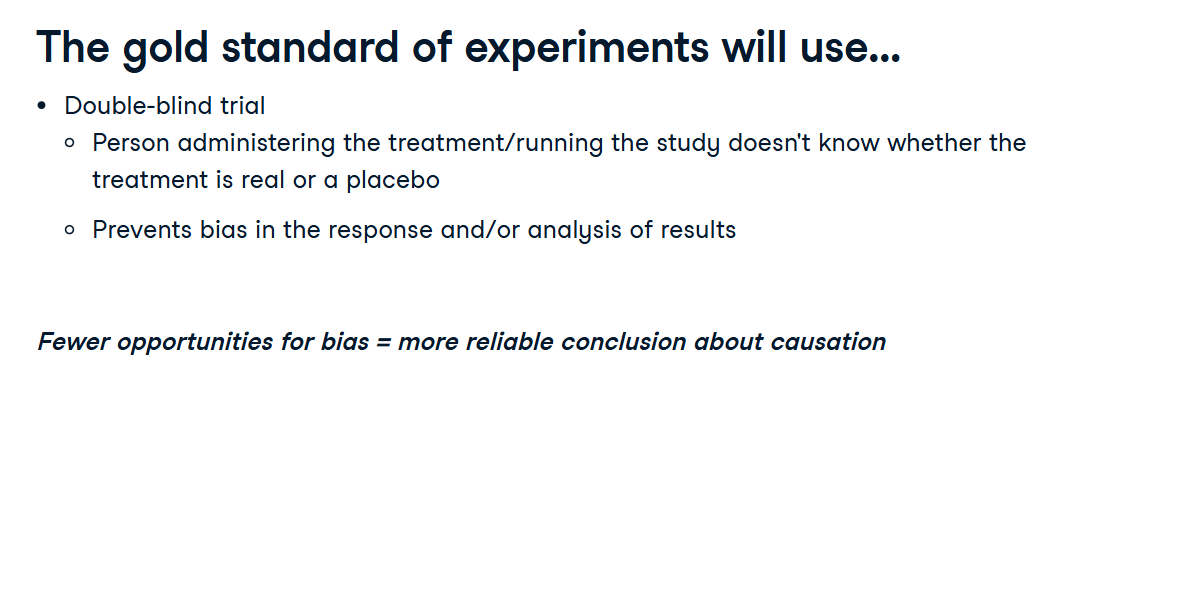 The gold standard of experiments will use...
• Double-blind trial
○ Person administering the treatment/running the study doesn't know whether the
treatment is real or a placebo
○ Prevents bias in the response and/or analysis of results
Fewer opportunities for bias = more reliable conclusion about causation